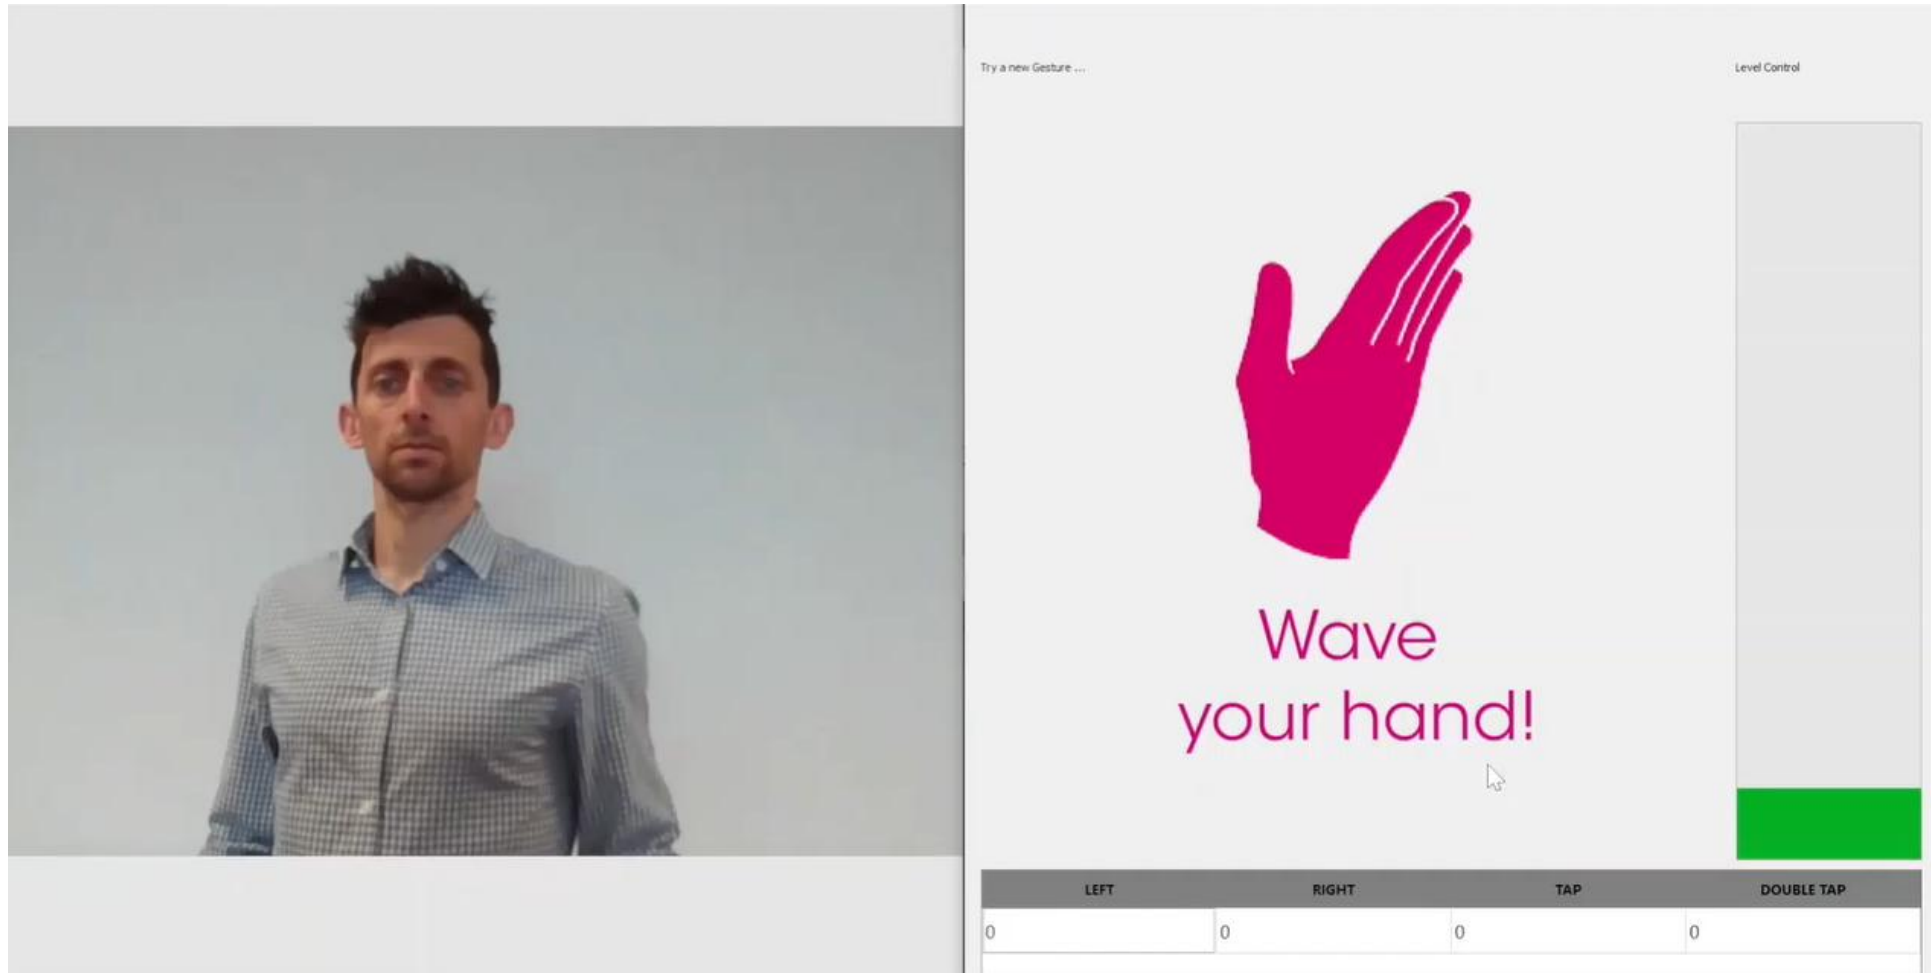 Try a new Gesture ...
Level Control
Wave
your hand!
LEFT RIGHT TAP DOUBLE TAP
0 0 0 0